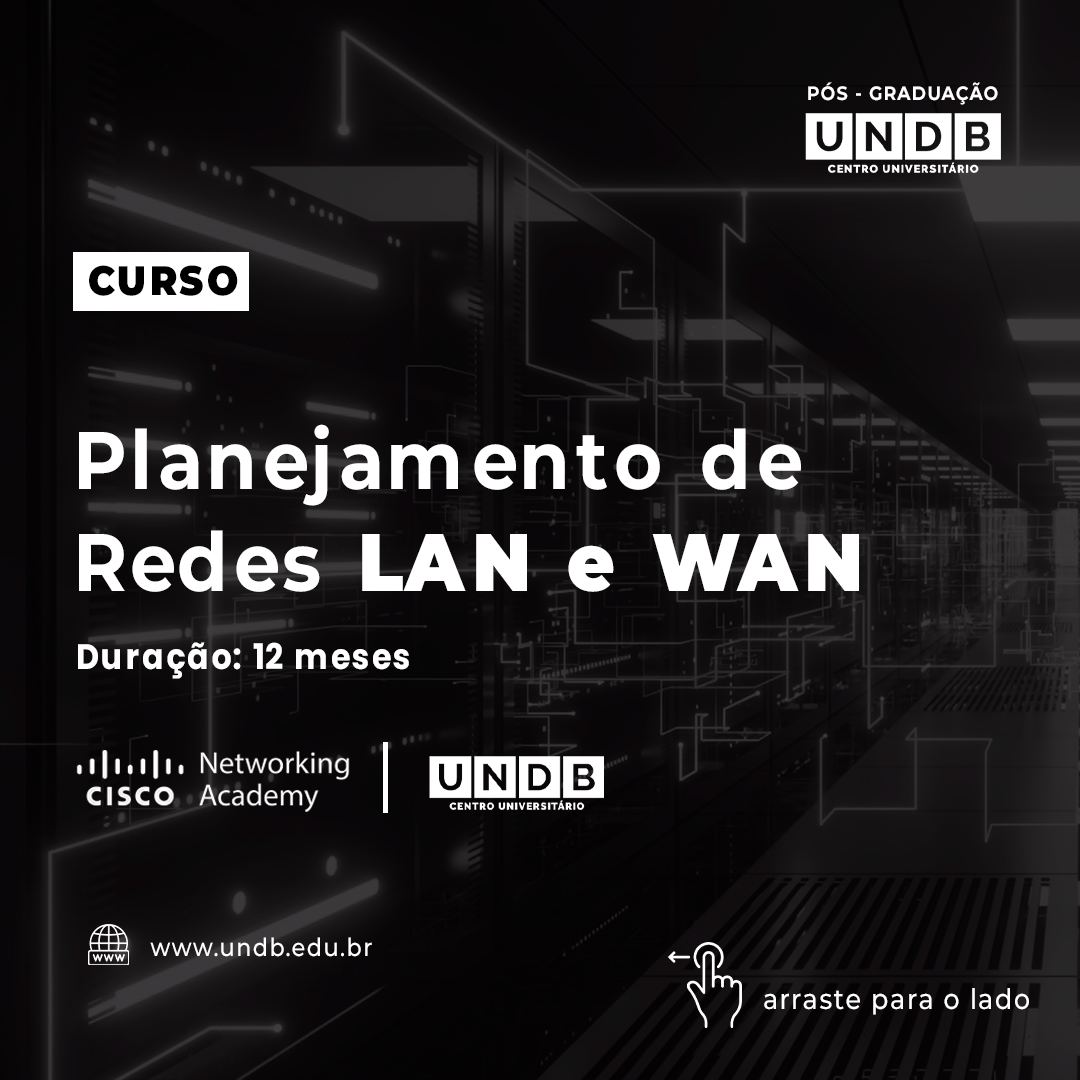 PÓS - GRADUAÇÃO
UNDB
CENTRO UNIVERSITÁRIO
CURSO
Planejamento de
Redes LAN e WAN
Duração: 12 meses
CISCO Networking Academy
UNDB
CENTRO UNIVERSITÁRIO
www
www.undb.edu.br
arraste para o lado